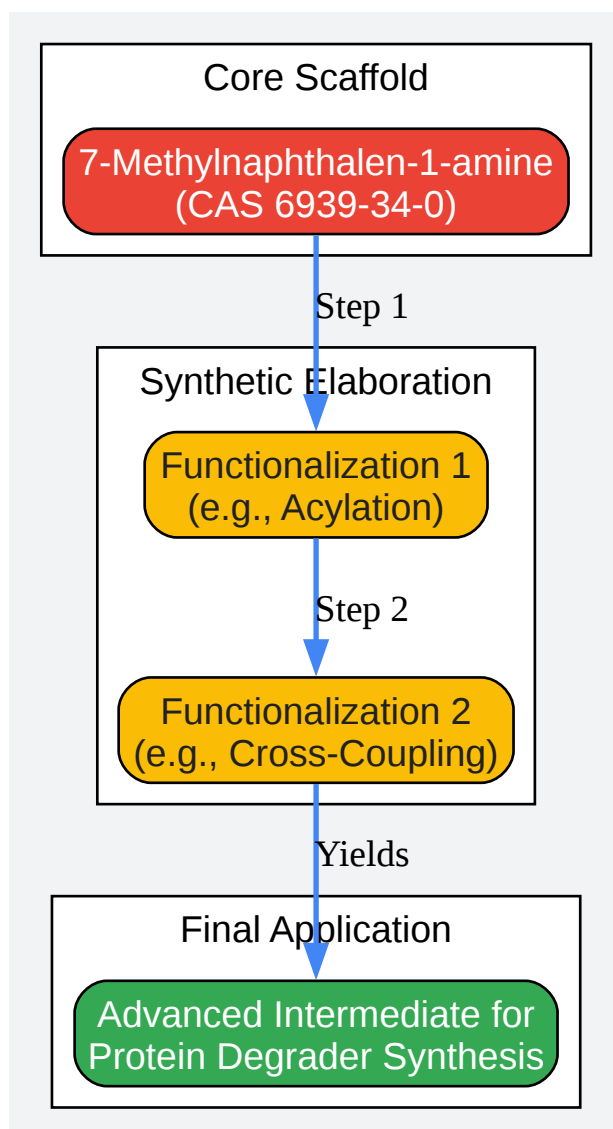 Core Scaffold
7-Methylnaphthalen-1-amine
(CAS 6939-34-0)
Step 1
Synthetic Elaboration
Functionalization 1
(e.g., Acylation)
Step 2
Functionalization 2
(e.g., Cross-Coupling)
Yields
Final Application
Advanced Intermediate for
Protein Degrader Synthesis